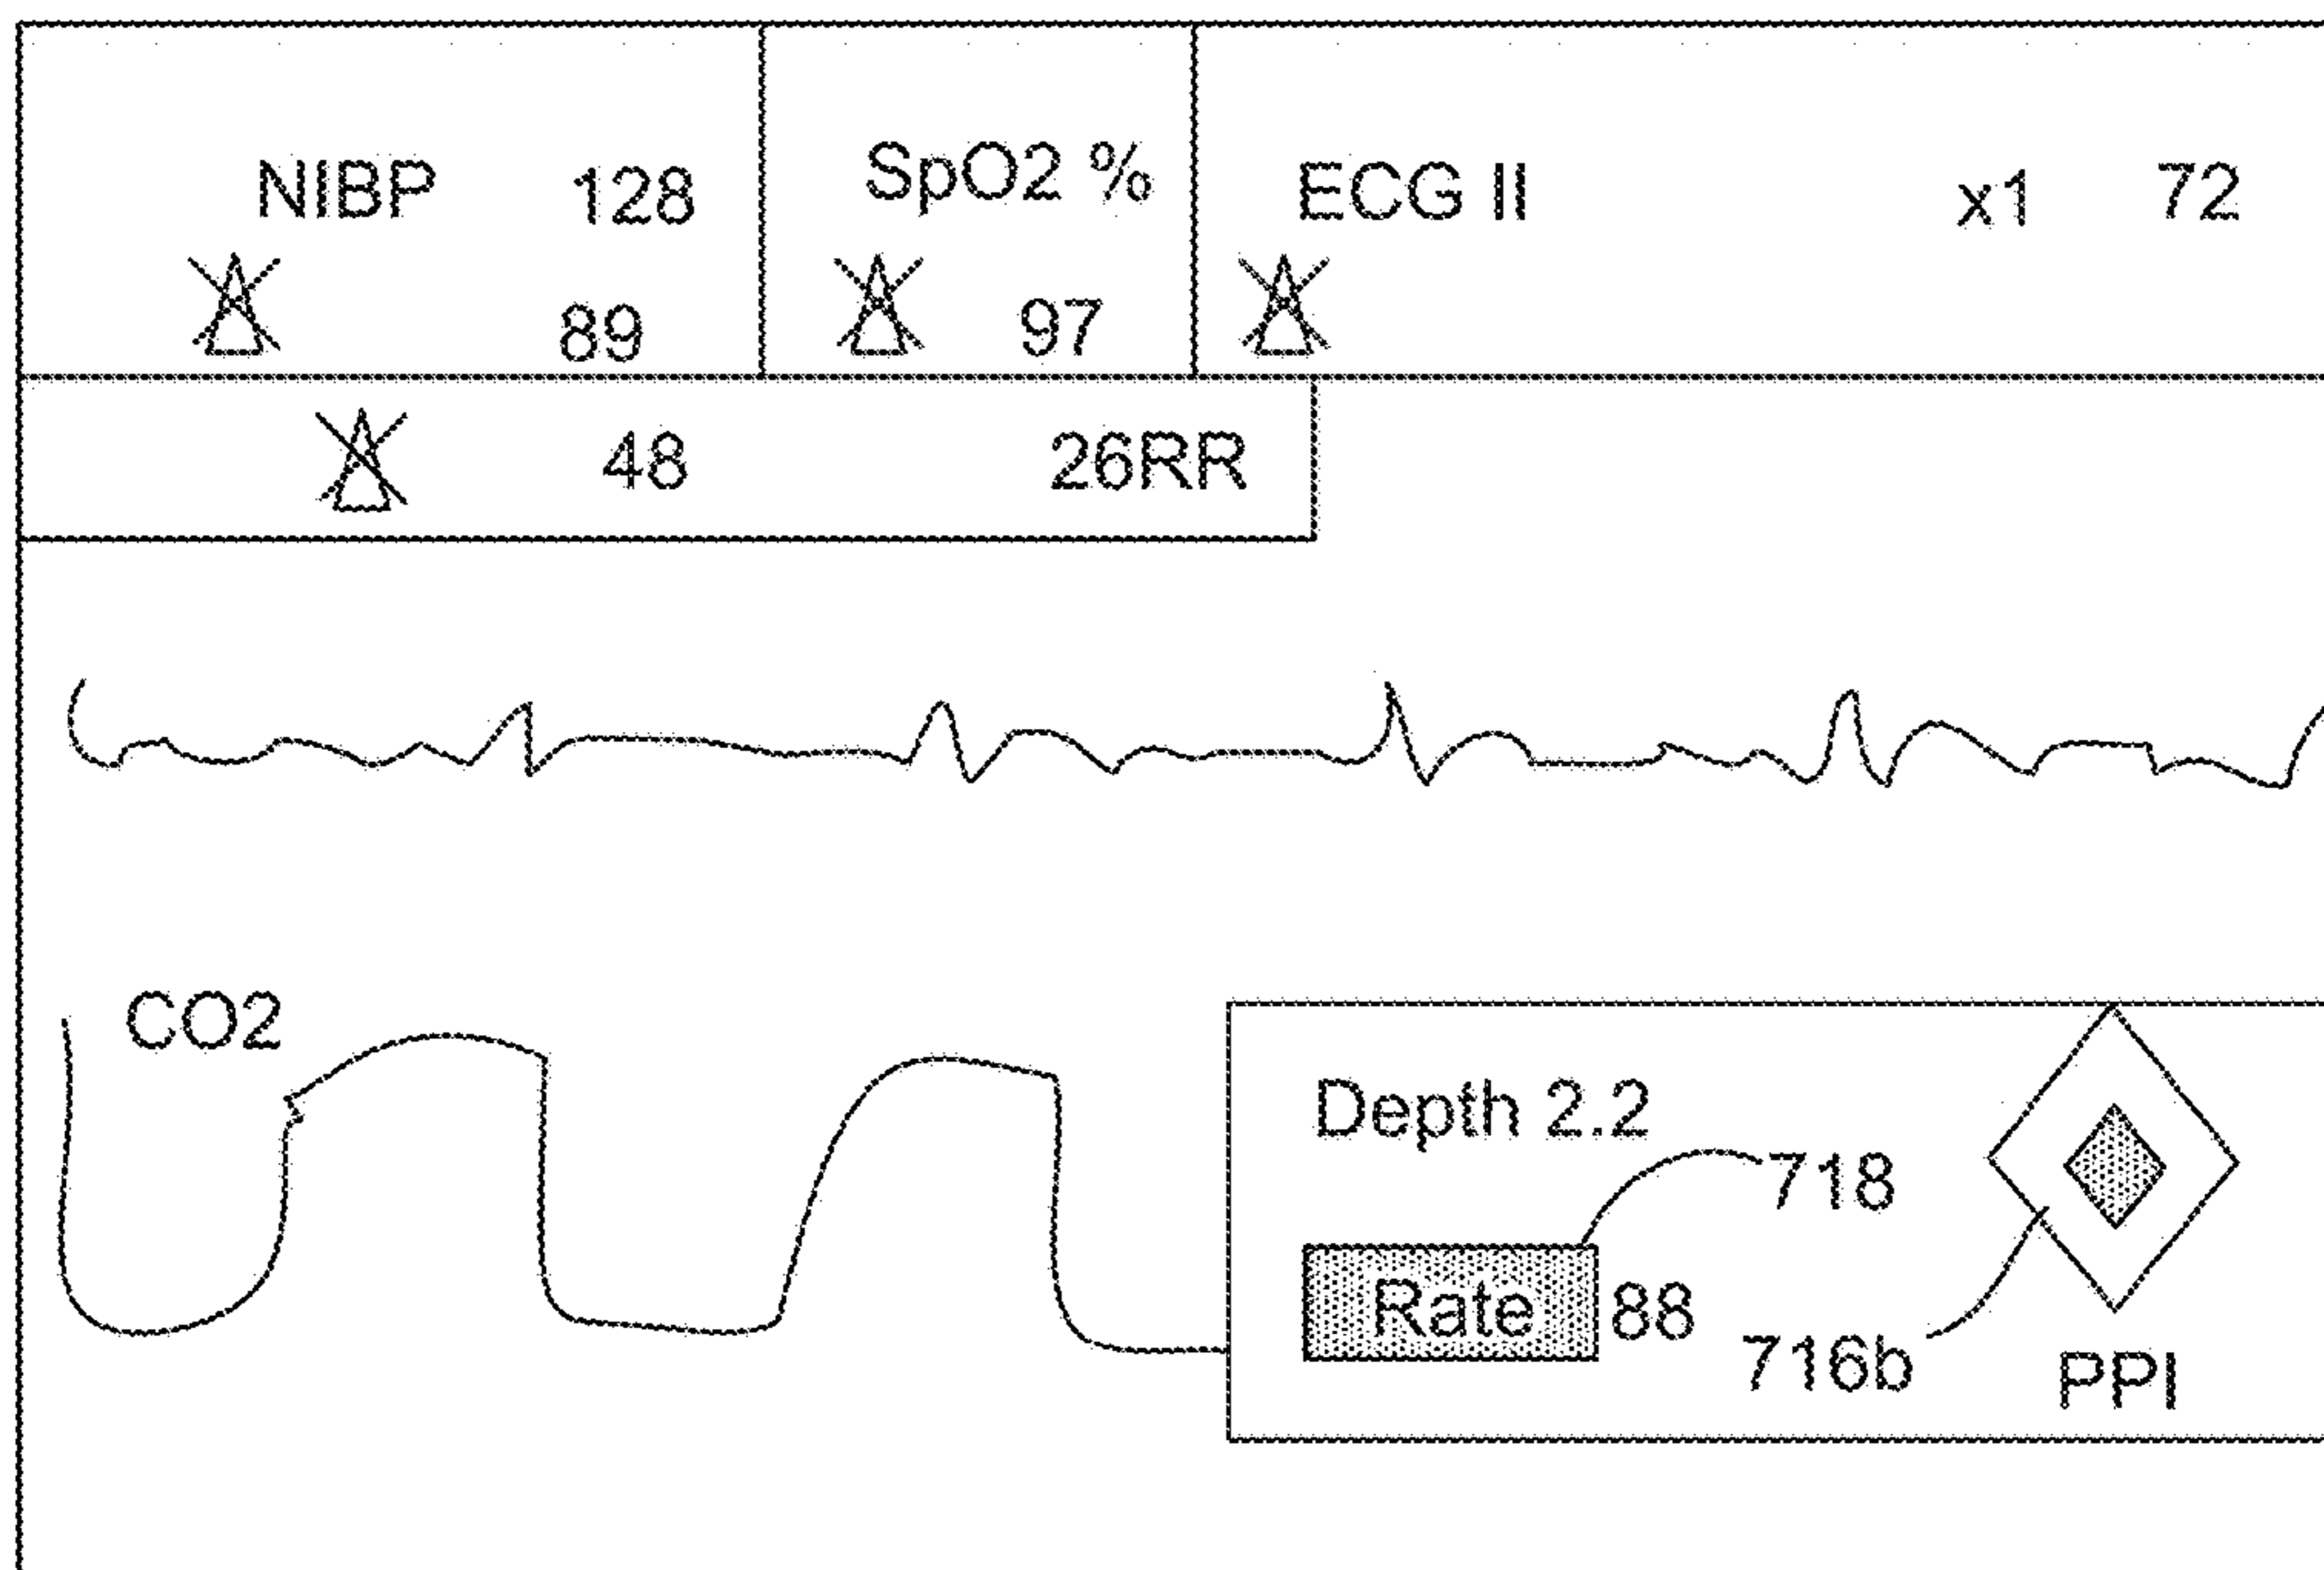 NIBP 128 SpO2 % ECG II x1 72
89 97
48 26RR
CO2
Depth 2.2
718
Rate 88
716b
PPI